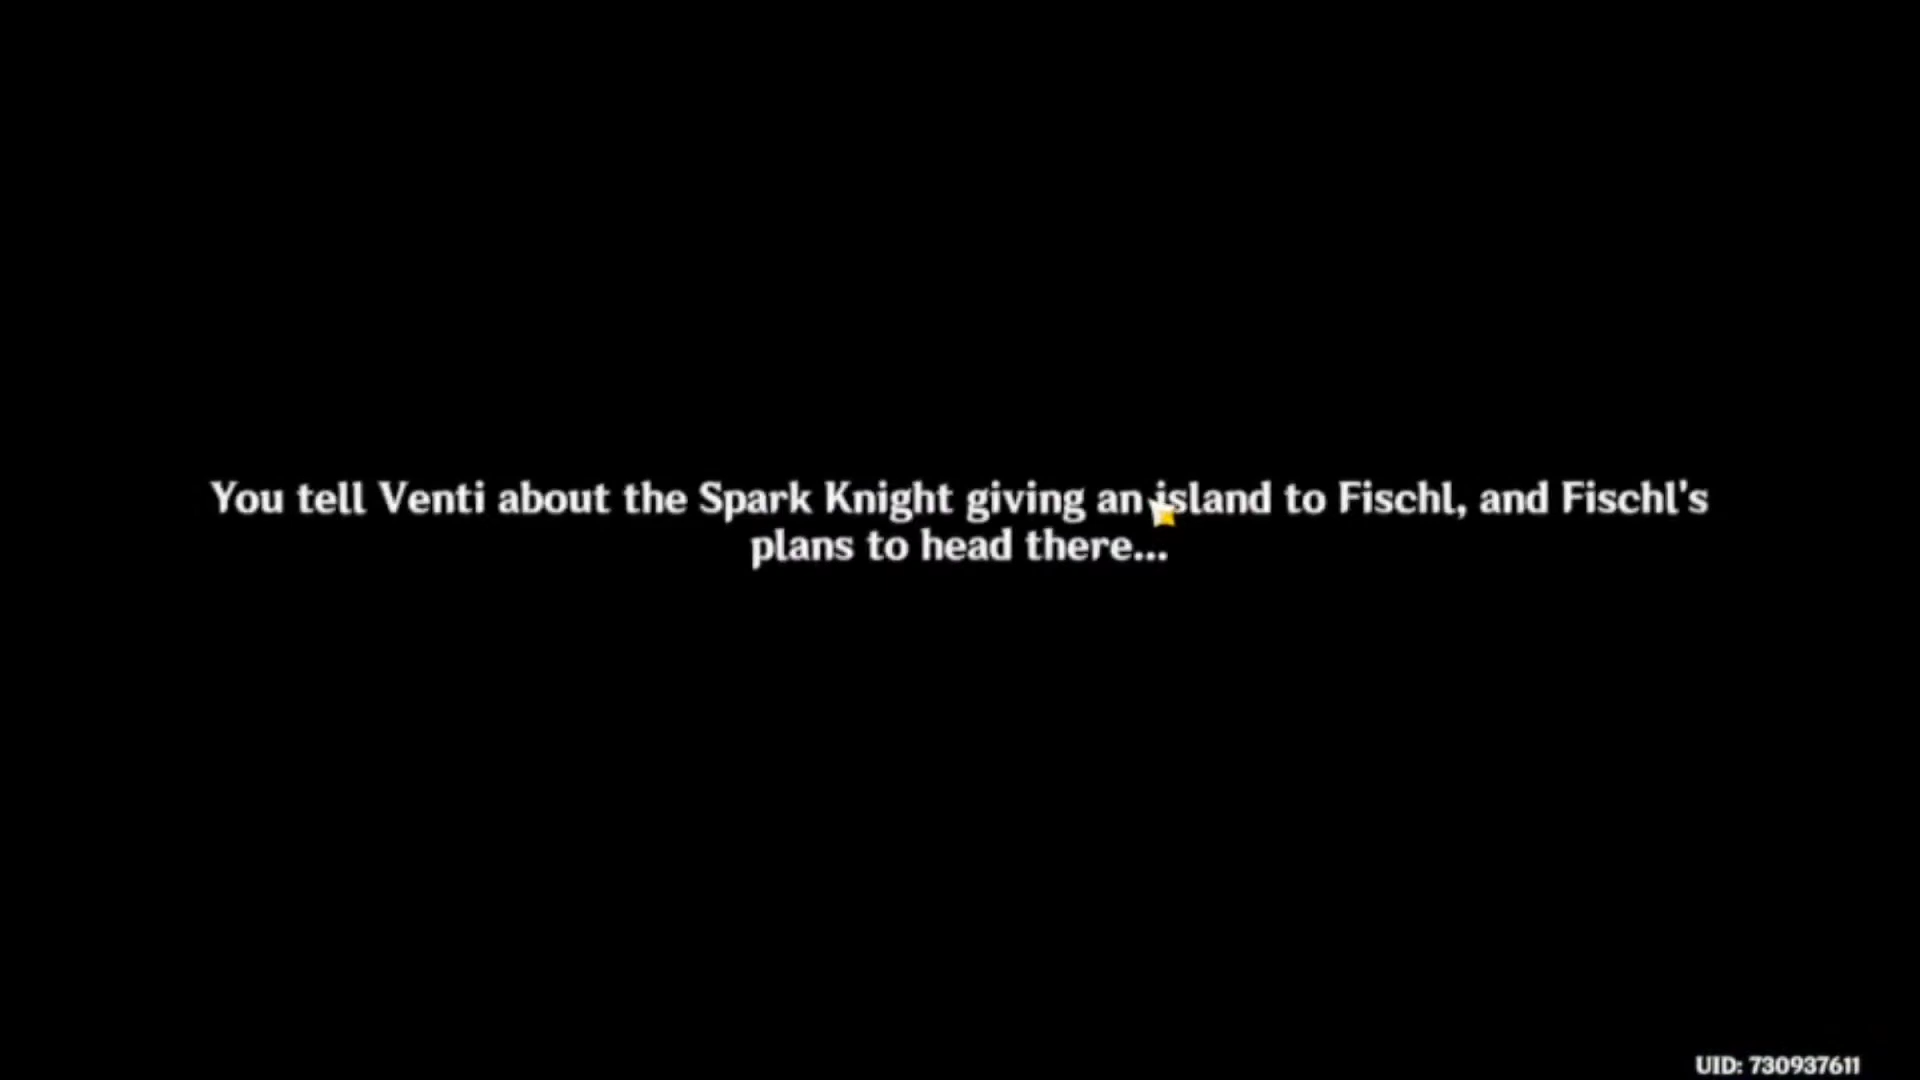 You tell Venti about the Spark Knight giving an island to Fischl, and Fischl's
plans to head there...
UID: 730937611